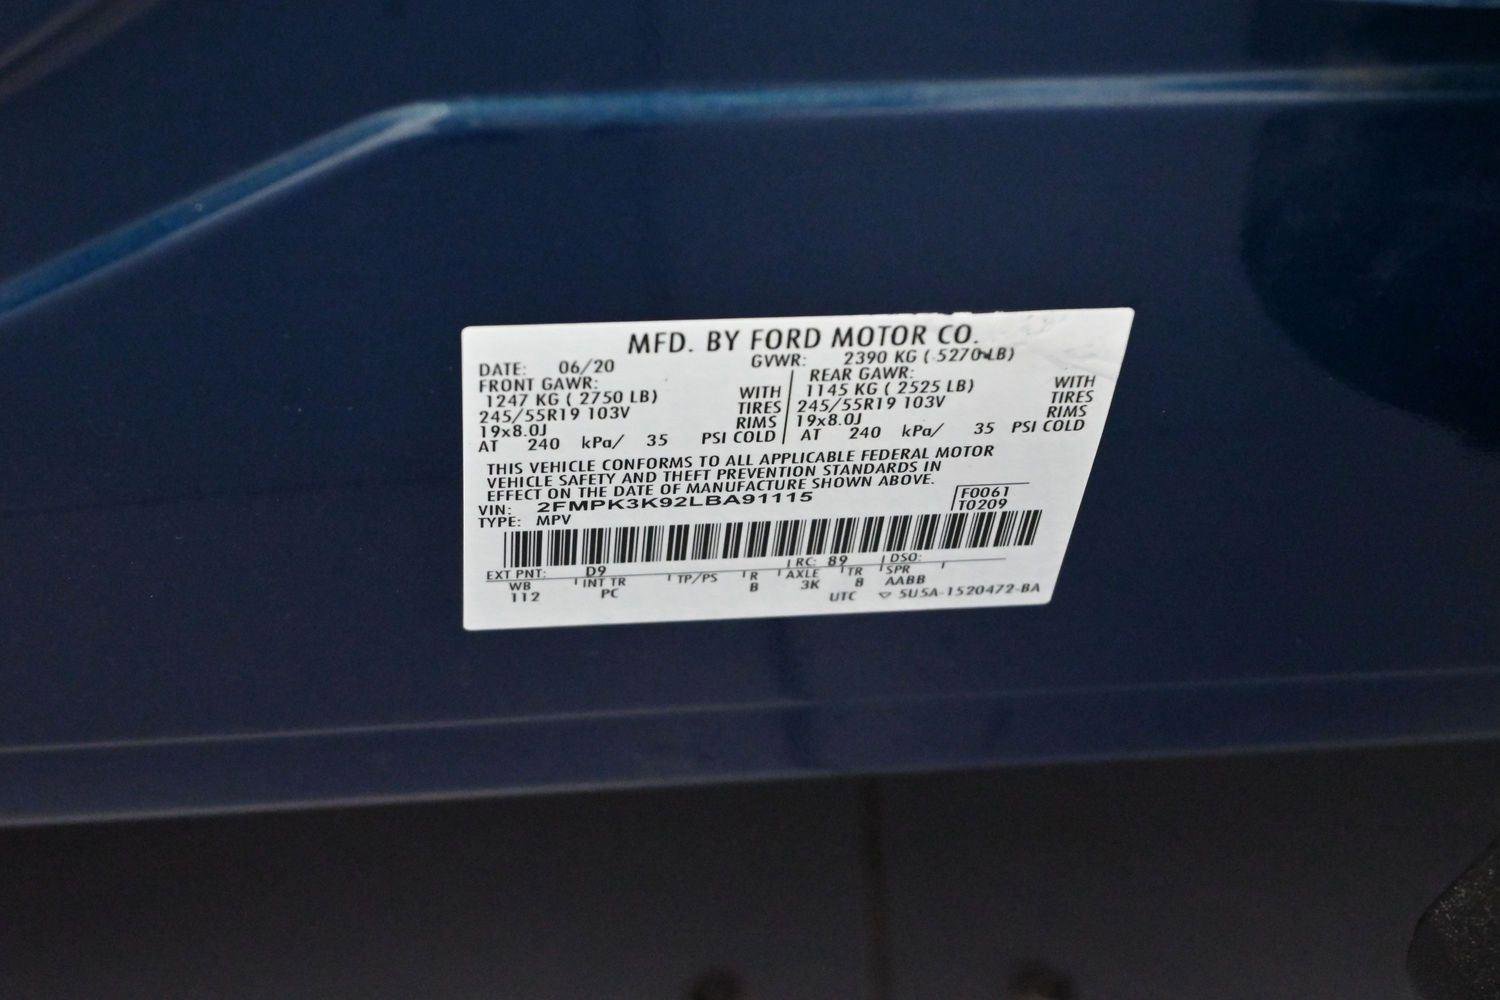 MFD. BY FORD MOTOR CO.
DATE: 06/20 GVWR: 2390 KG ( 5270 LB)
FRONT GAWR: REAR GAWR:
1247 KG ( 2750 LB) WITH 1145 KG ( 2525 LB) WITH
245/55R19 103V TIRES 245/55R19 103V TIRES
19x8.0J RIMS 19x8.0J RIMS
AT 240 kPa/ 35 PSI COLD AT 240 kPa/ 35 PSI COLD
THIS VEHICLE CONFORMS TO ALL APPLICABLE FEDERAL MOTOR
VEHICLE SAFETY AND THEFT PREVENTION STANDARDS IN
EFFECT ON THE DATE OF MANUFACTURE SHOWN ABOVE.
VIN: 2FMPK3K92LBA91115 F0061
TYPE: MPV T0209
EXT PNT: D9 RC: 89 DSO:
WB INT TR TP/PS R AXLE TR SPR
112 PC B 3K B AABB
UTC ▽ 5U5A-1520472-BA